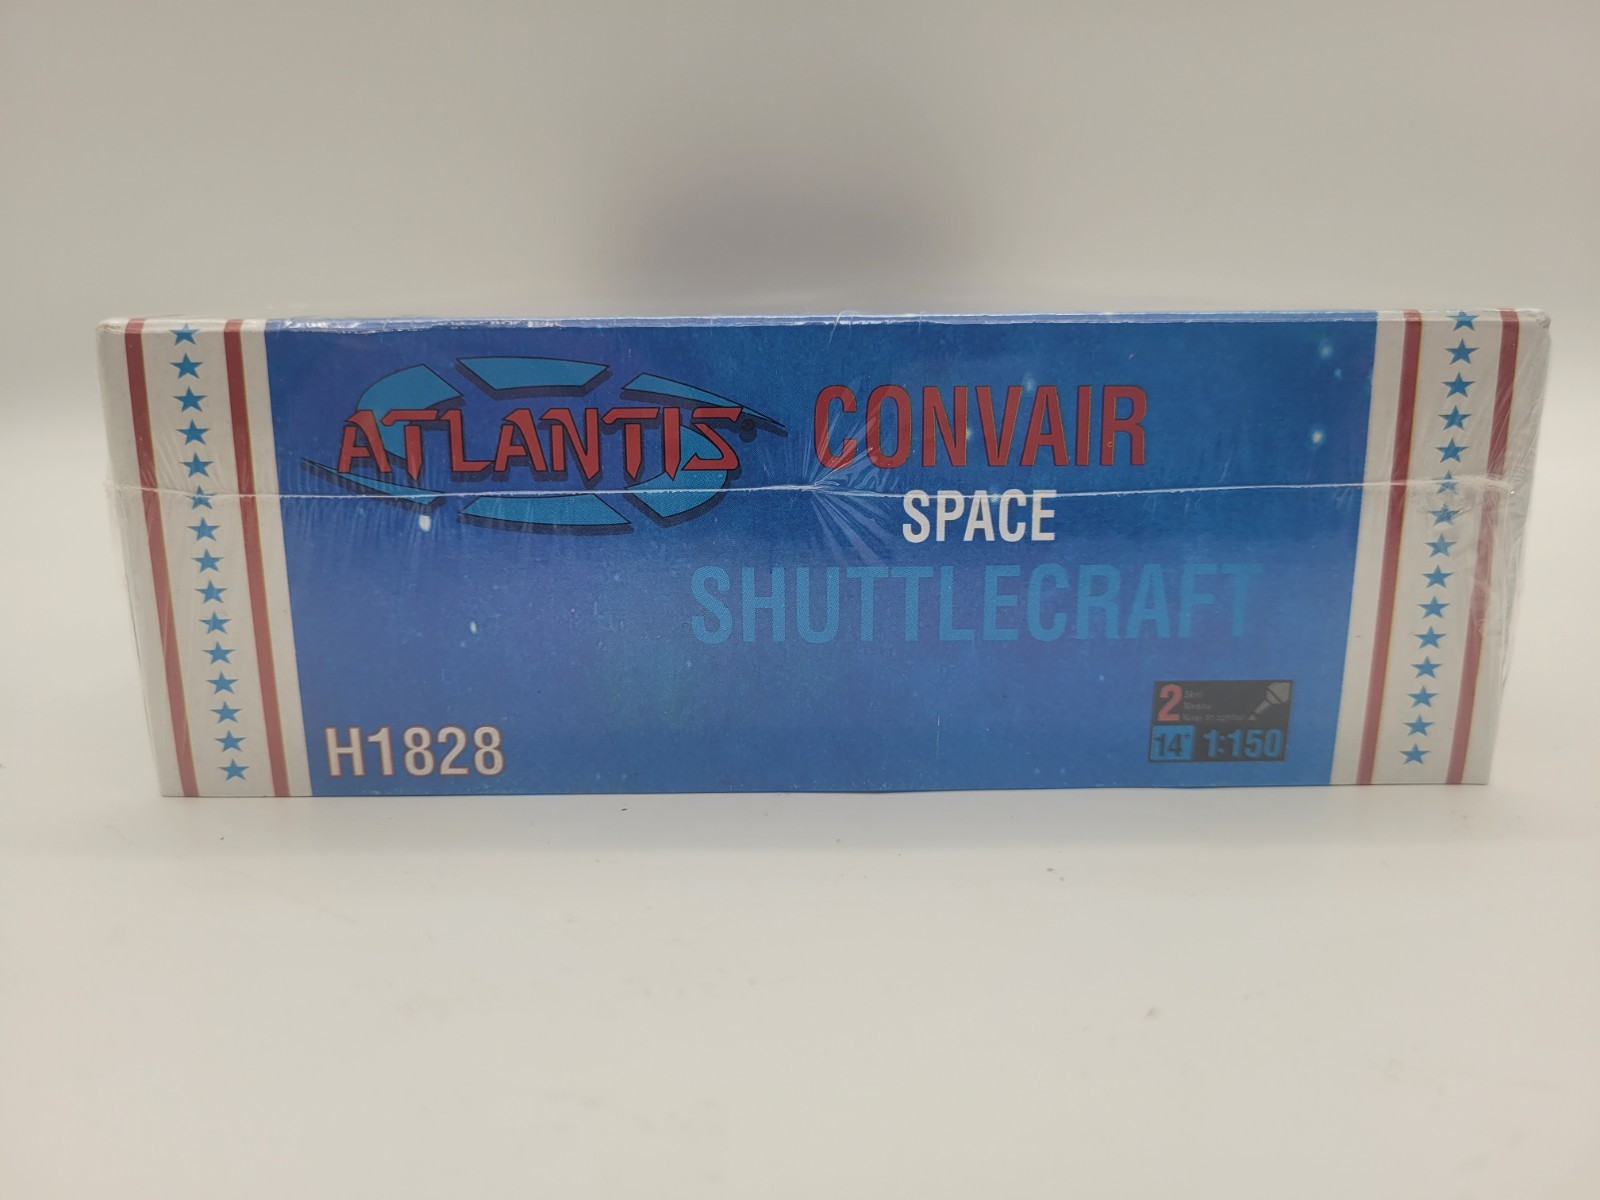 ATLANTIS®
CONVAIR
SPACE
SHUTTLECRAFT
H1828
2
14" 1:150